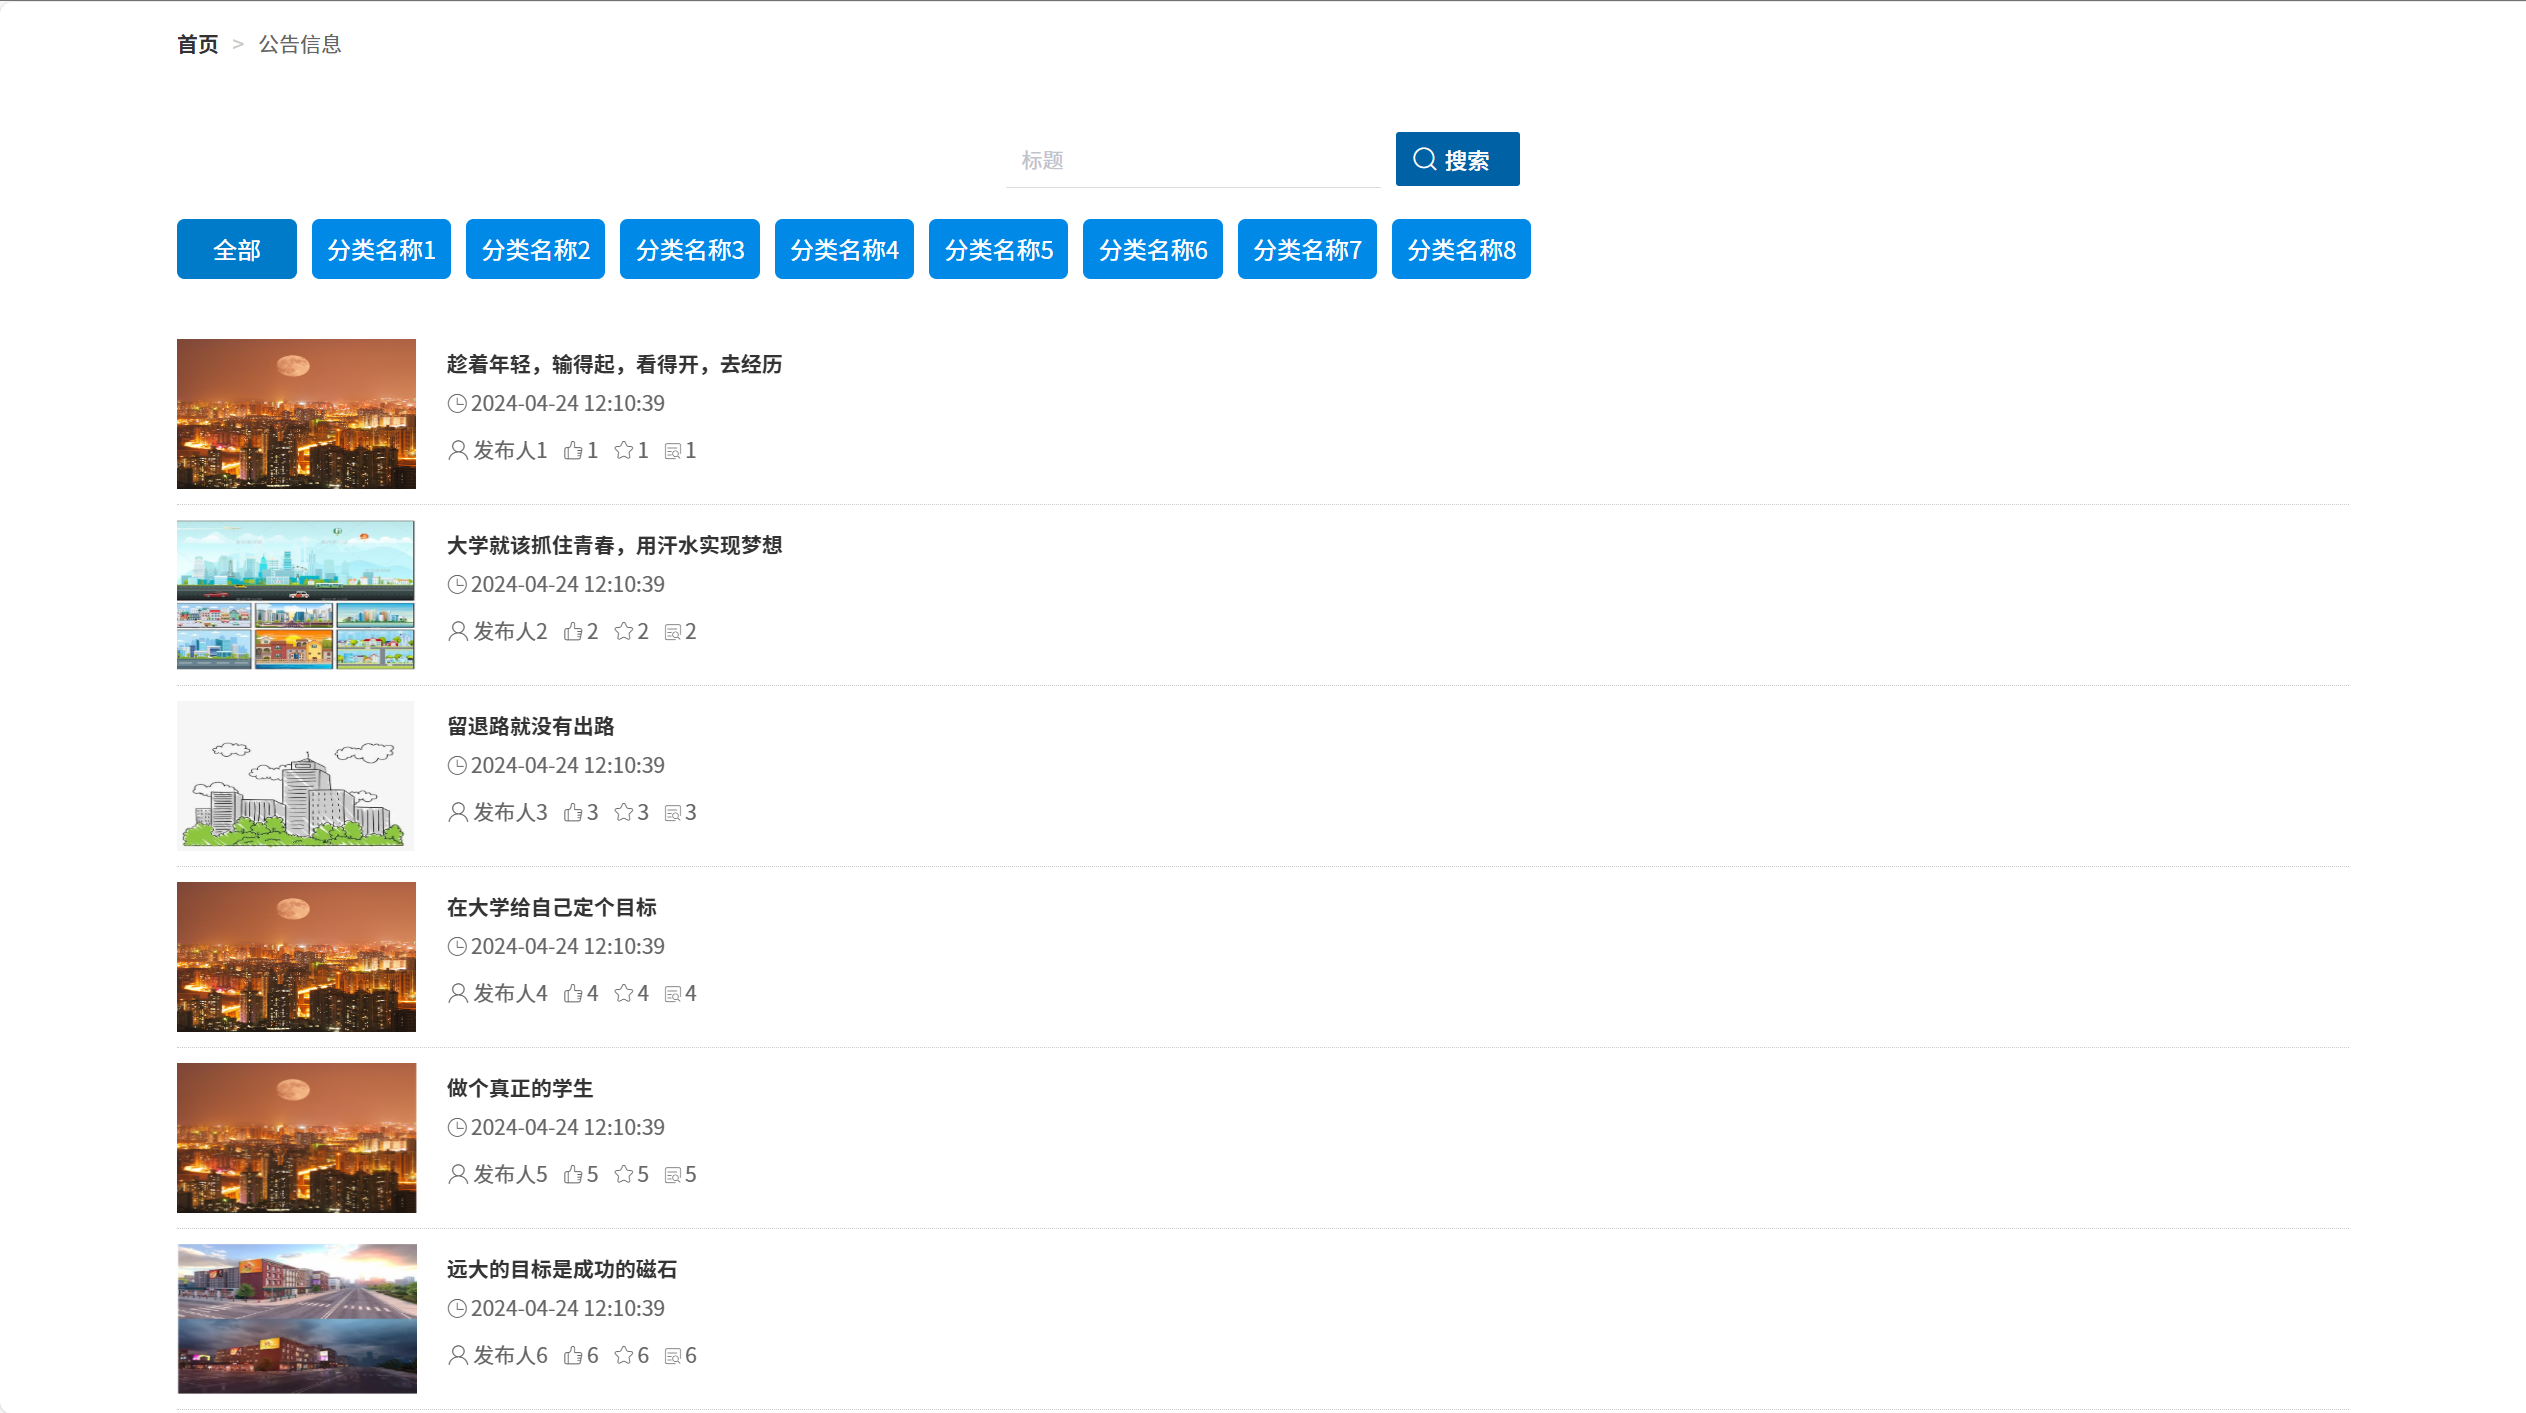 首页 > 公告信息
标题 搜索
全部 分类名称1 分类名称2 分类名称3 分类名称4 分类名称5 分类名称6 分类名称7 分类名称8
趁着年轻，输得起，看得开，去经历
2024-04-24 12:10:39
发布人1 1 1 1
大学就该抓住青春，用汗水实现梦想
2024-04-24 12:10:39
发布人2 2 2 2
留退路就没有出路
2024-04-24 12:10:39
发布人3 3 3 3
在大学给自己定个目标
2024-04-24 12:10:39
发布人4 4 4 4
做个真正的学生
2024-04-24 12:10:39
发布人5 5 5 5
远大的目标是成功的磁石
2024-04-24 12:10:39
发布人6 6 6 6